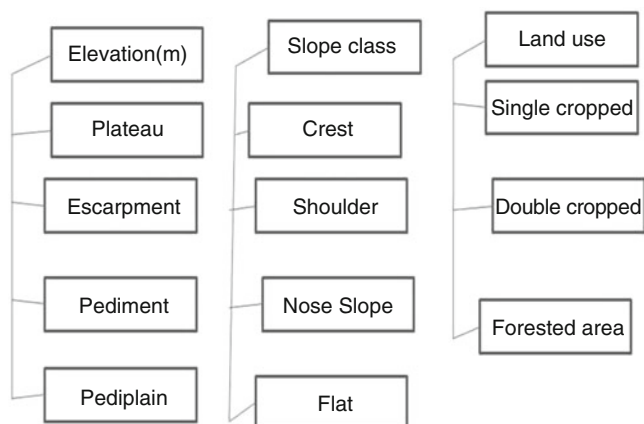 Elevation(m)
Plateau
Escarpment
Pediment
Pediplain
Slope class
Crest
Shoulder
Nose Slope
Flat
Land use
Single cropped
Double cropped
Forested area